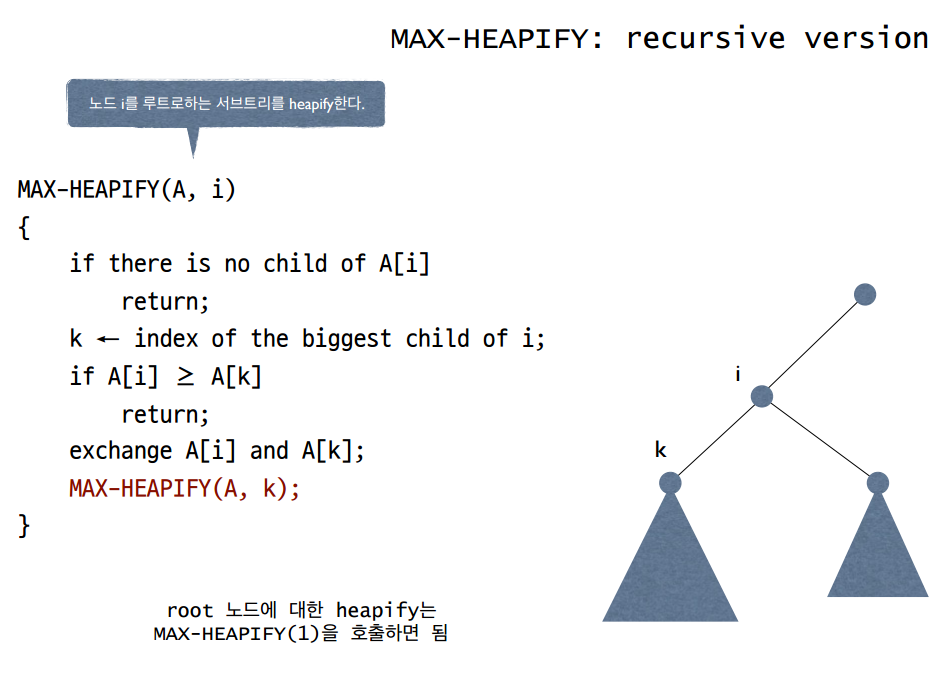 MAX-HEAPIFY: recursive version
노드 i를 루트로하는 서브트리를 heapify한다.
MAX-HEAPIFY(A, i)
{
if there is no child of A[i]
return;
k ← index of the biggest child of i;
if A[i] ≥ A[k]
return;
exchange A[i] and A[k];
MAX-HEAPIFY(A, k);
}
i
k
root 노드에 대한 heapify는
MAX-HEAPIFY(1)을 호출하면 됨